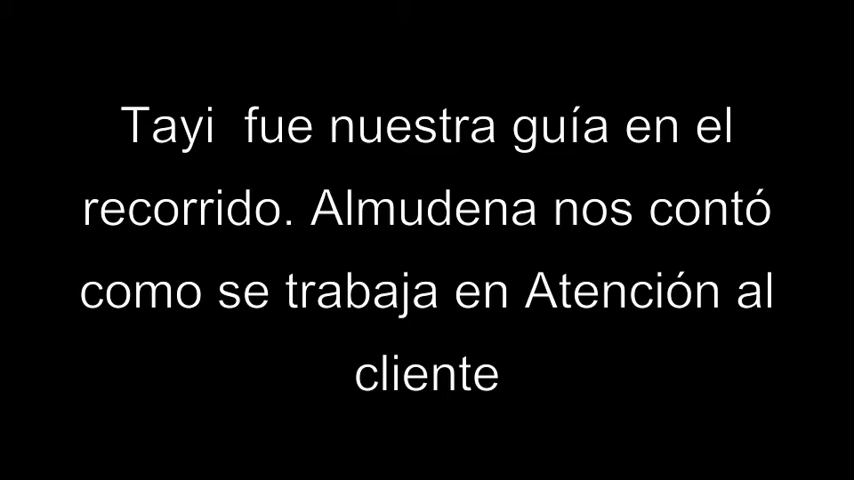 Tayi  fue nuestra guía en el
recorrido. Almudena nos contó
como se trabaja en Atención al
cliente